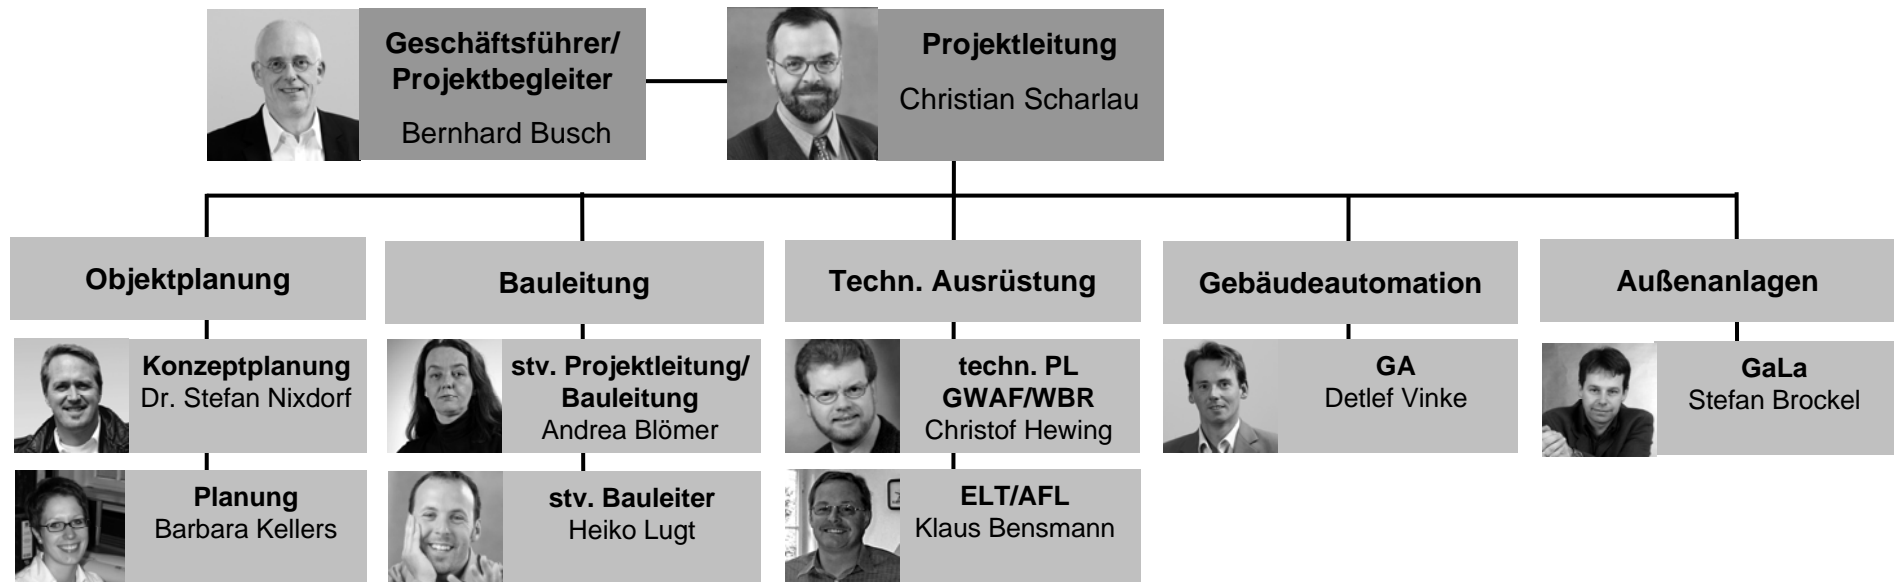 Geschäftsführer/
Projektbegleiter
Bernhard Busch
Projektleitung
Christian Scharlau
Objektplanung
Bauleitung
Techn. Ausrüstung
Gebäudeautomation
Außenanlagen
Konzeptplanung
Dr. Stefan Nixdorf
stv. Projektleitung/
Bauleitung
Andrea Blömer
techn. PL
GWAF/WBR
Christof Hewing
GA
Detlef Vinke
GaLa
Stefan Brockel
Planung
Barbara Kellers
stv. Bauleiter
Heiko Lugt
ELT/AFL
Klaus Bensmann